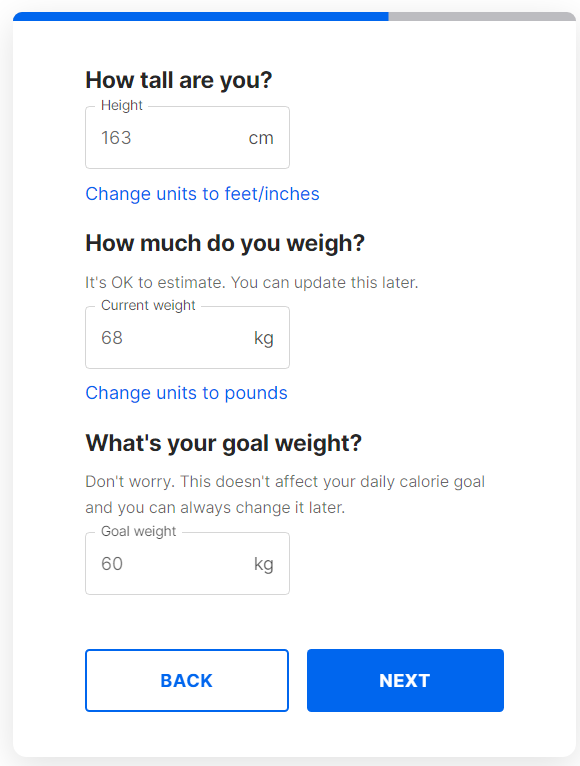 How tall are you?
Height
163 cm
Change units to feet/inches
How much do you weigh?
It's OK to estimate. You can update this later.
Current weight
68 kg
Change units to pounds
What's your goal weight?
Don't worry. This doesn't affect your daily calorie goal
and you can always change it later.
Goal weight
60 kg
BACK NEXT